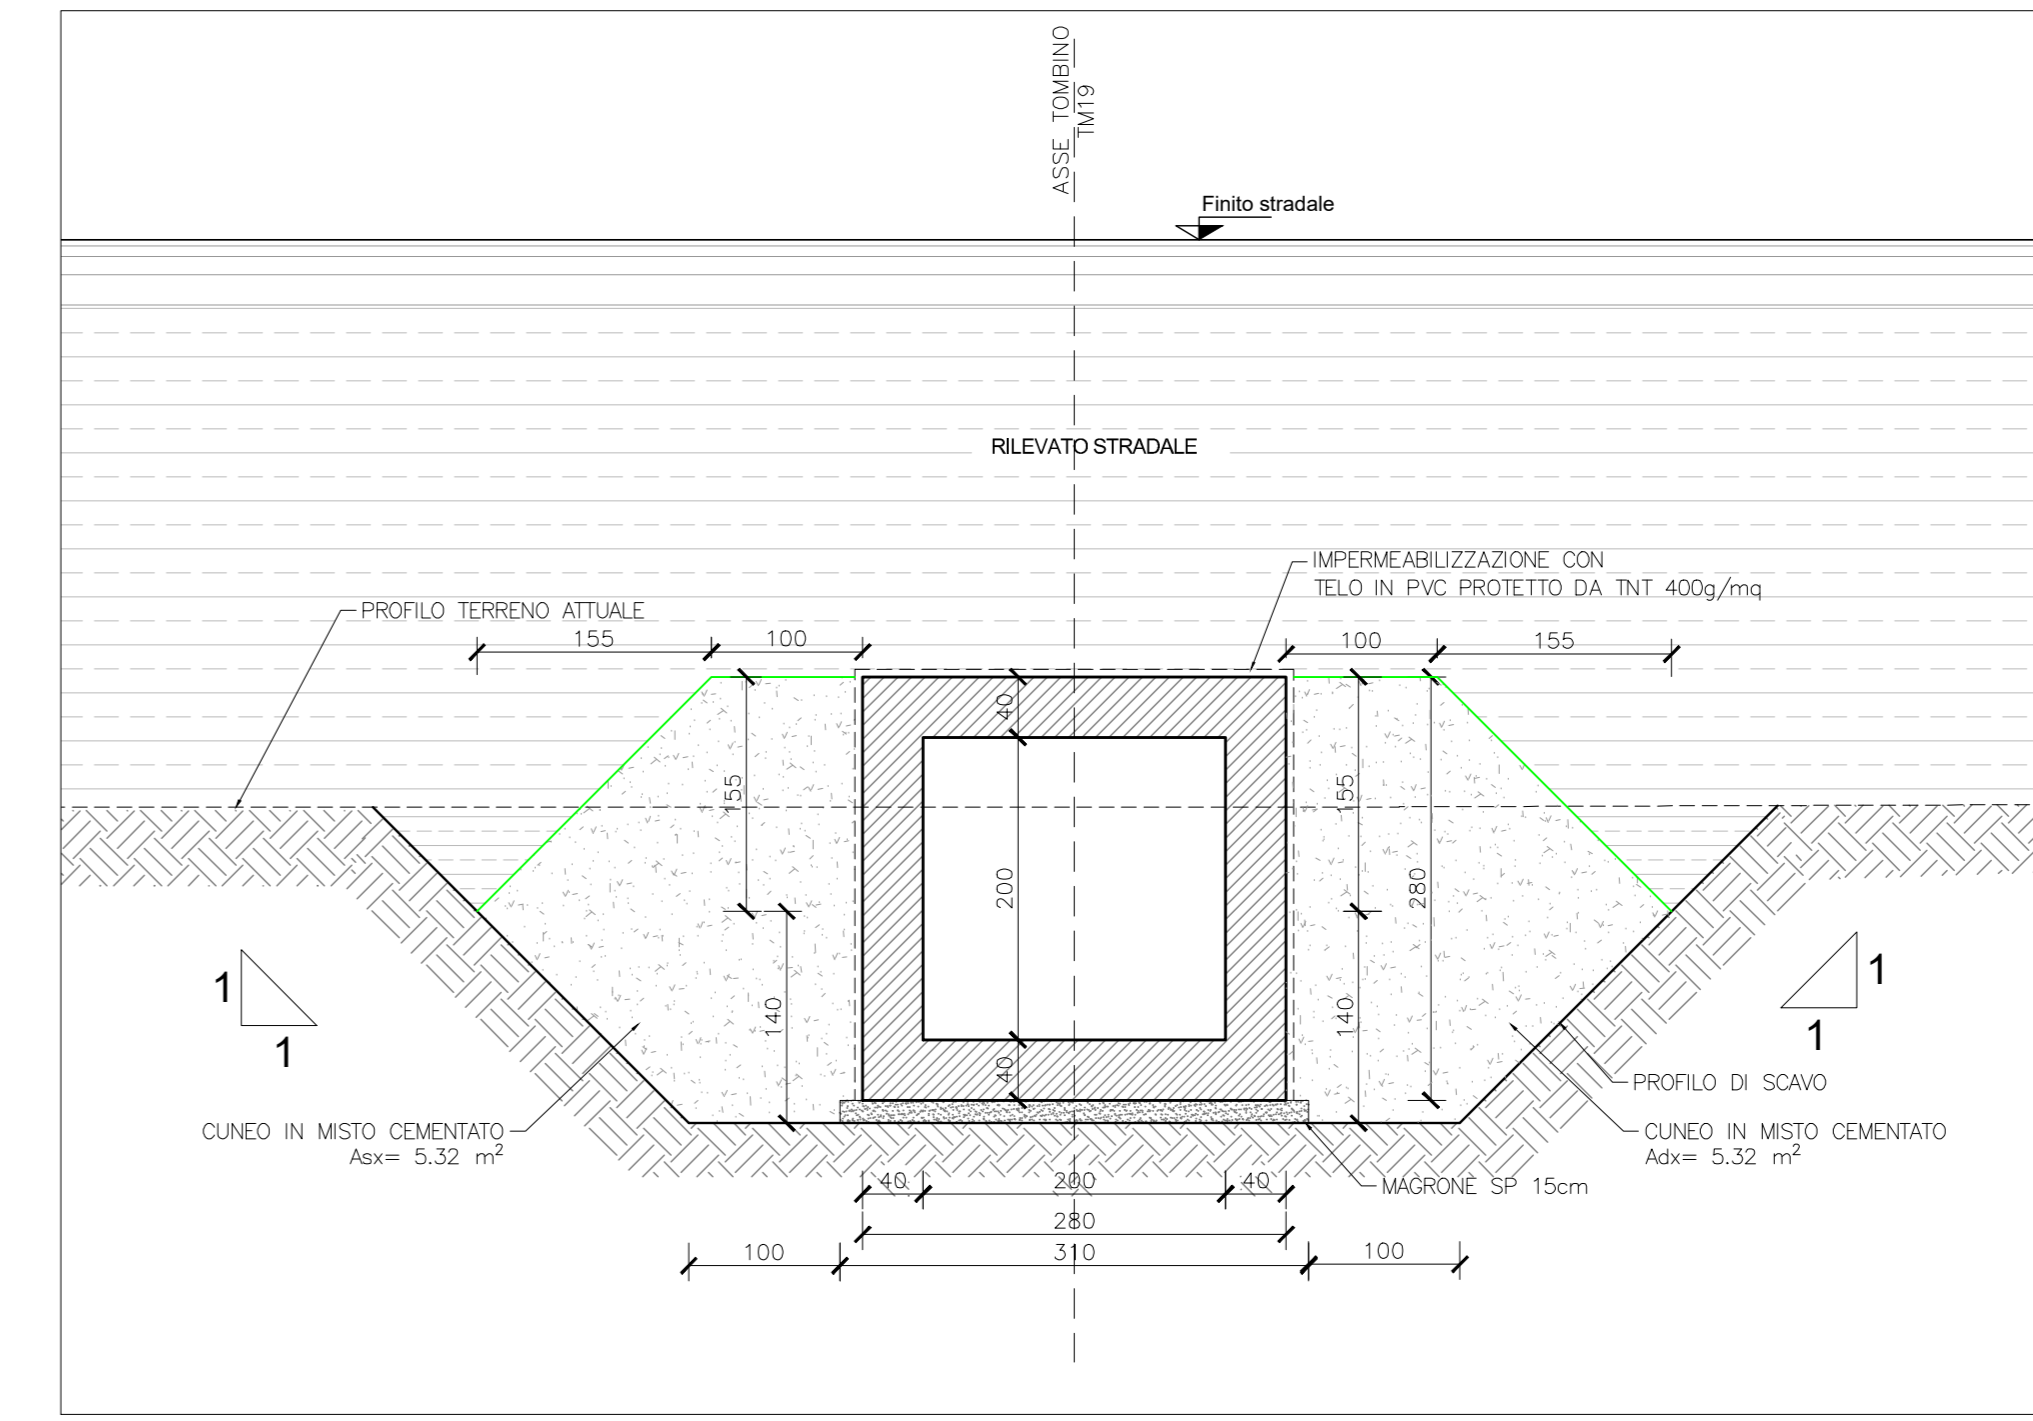 ASSE TOMBINO
TM19
Finito stradale
RILEVATO STRADALE
IMPERMEABILIZZAZIONE CON
TELO IN PVC PROTETTO DA TNT 400g/mq
PROFILO TERRENO ATTUALE
155
100
100
155
40
155
155
200
280
140
140
40
1
1
1
1
PROFILO DI SCAVO
CUNEO IN MISTO CEMENTATO
Asx= 5.32 m²
CUNEO IN MISTO CEMENTATO
Adx= 5.32 m²
MAGRONE SP 15cm
40
200
40
280
100
310
100